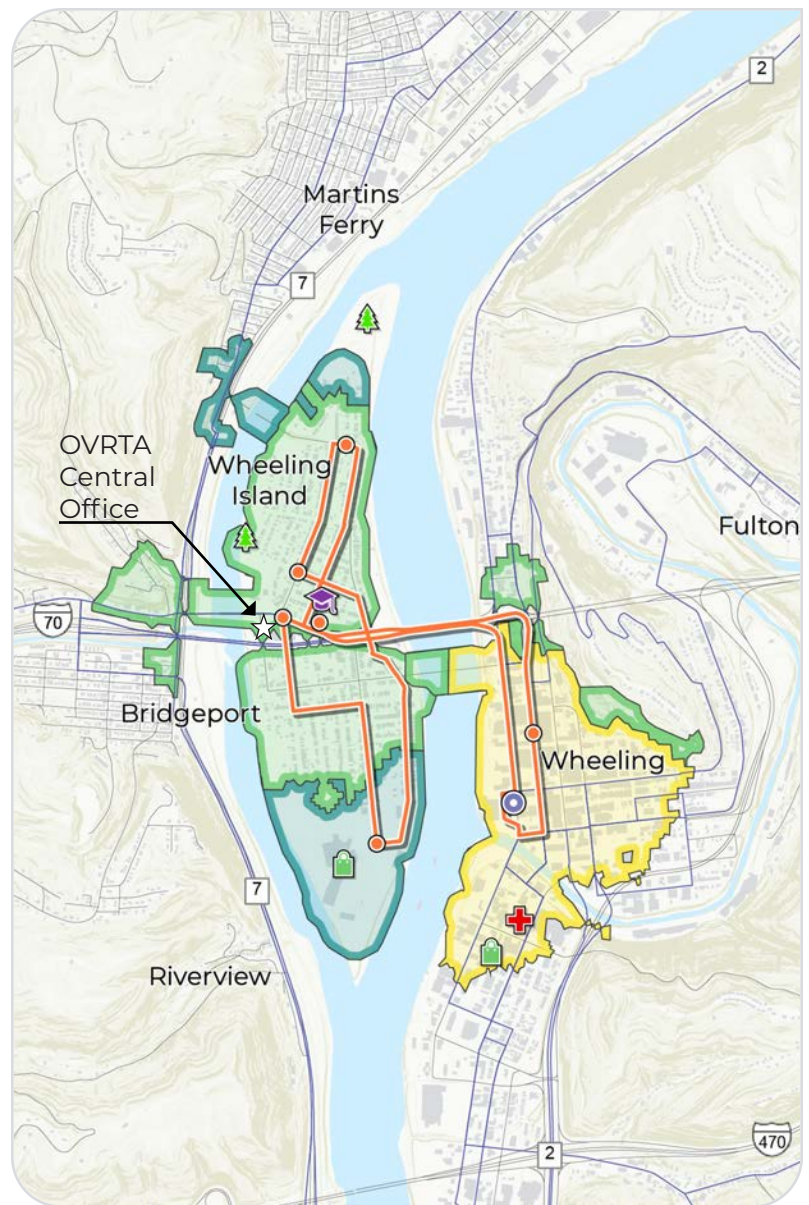 2
Martins
Ferry
7
OVRTA
Central
Office
Wheeling
Island
Fulton
70
Bridgeport
Wheeling
7
Riverview
470
2